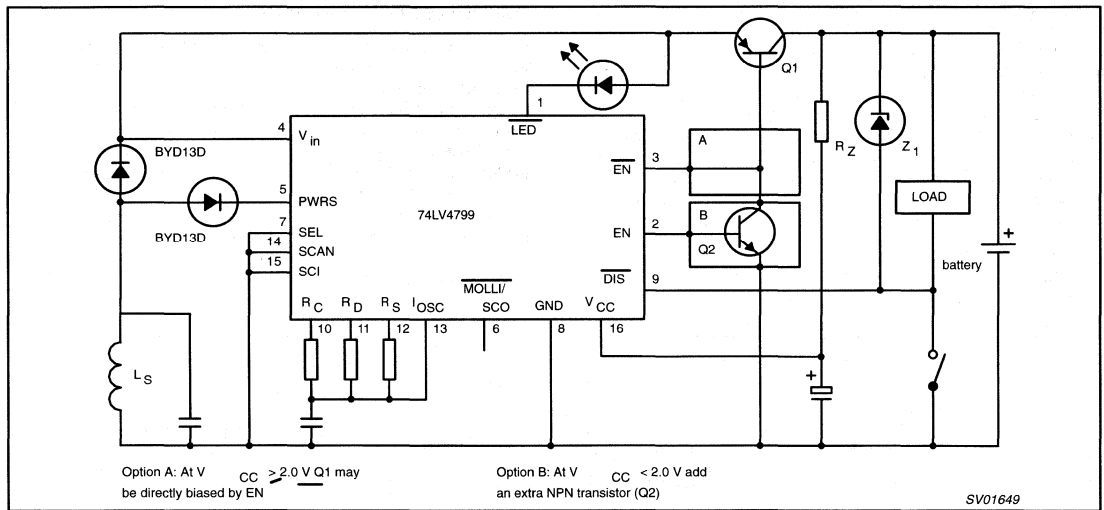 Q1
1
LED
4
V in
BYD13D
3
EN
A
R Z
Z 1
5
PWRS
74LV4799
LOAD
BYD13D
7
SEL
2
EN
B
Q2
14
SCAN
15
SCI
+
battery
DIS
9
MOLLI/
SCO
R C
R D
R S
I OSC
GND
V CC
10
11
12
13
6
8
16
L S
+
Option A: At V CC > 2.0 V Q1 may
be directly biased by EN
Option B: At V CC < 2.0 V add
an extra NPN transistor (Q2)
SV01649